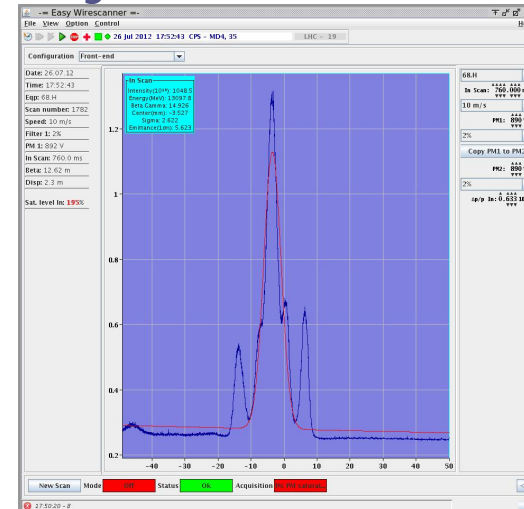 -= Easy Wirescanner =-
File View Option Control
26 Jul 2012 17:52:43 CPS - MD4, 35
LHC - 19
Configuration Front-end
Date: 26.07.12
Time: 17:52:43
Eqp: 68.H
Scan number: 1782
Speed: 10 m/s
Filter 1: 2%
PM 1: 892 V
In Scan: 760.0 ms
Beta: 12.62 m
Disp: 2.3 m
Sat. level In: 195%
In Scan
Energy(MeV): 13097.8
Beta Gamma: 14.926
Center(mm): -3.527
Sigma: 2.622
Emittance(1σn): 5.623
1.2
1
0.8
0.6
0.4
0.2
-40 -30 -20 -10 0 10 20 30 40 50
68.H
In Scan: 760.000
10 m/s
PM1: 890
2%
Copy PM1 to PM2
PM2: 890
2%
Δp/p In: 0.633
New Scan Mode Off Status Ok Acquisition
17:50:20 - 8